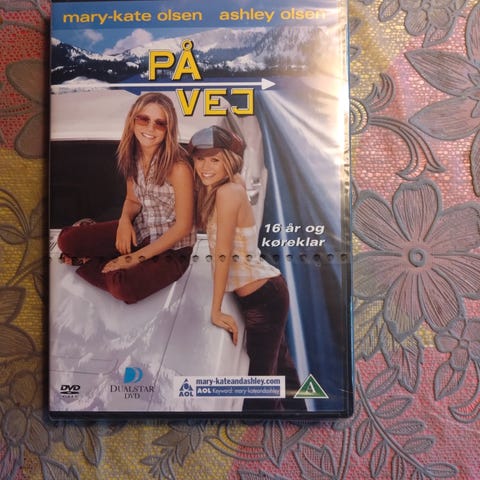 mary-kate olsen ashley olsen
PÅ
VEJ
16 år og
køreklar
DVD
DUALSTAR
DVD
mary-kateandashley.com
AOL
AOL Keyword: mary-kateandashley
A